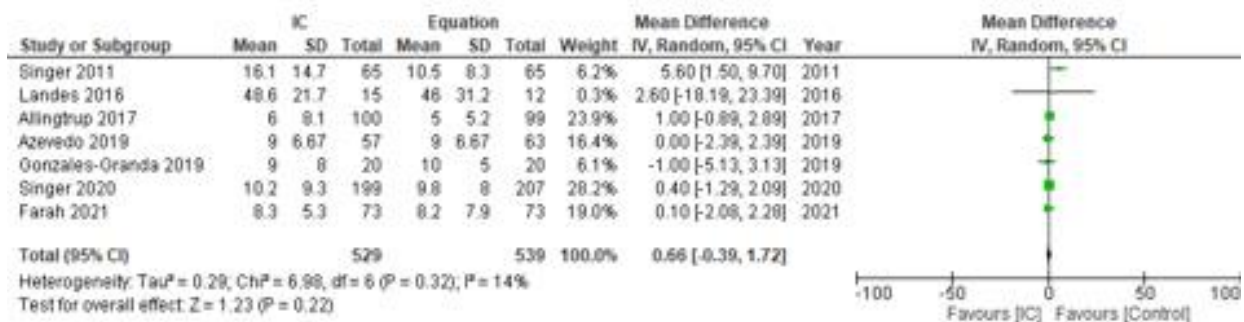 IC Equation Mean Difference Mean Difference
Study or Subgroup Mean SD Total Mean SD Total Weight IV, Random, 95% CI Year IV, Random, 95% CI
Singer 2011 16.1 14.7 65 10.5 8.3 65 6.2% 5.60 [1.50, 9.70] 2011
Landes 2016 48.6 21.7 15 46 31.2 12 0.3% 2.60 [-18.19, 23.39] 2016
Allingtrup 2017 6 8.1 100 5 5.2 99 23.9% 1.00 [-0.89, 2.89] 2017
Azevedo 2019 9 6.67 57 9 6.67 63 16.4% 0.00 [-2.39, 2.39] 2019
Gonzales-Granda 2019 9 8 20 10 5 20 6.1% -1.00 [-5.13, 3.13] 2019
Singer 2020 10.2 9.3 199 9.8 8 207 28.2% 0.40 [-1.29, 2.09] 2020
Farah 2021 8.3 5.3 73 8.2 7.9 73 19.0% 0.10 [-2.08, 2.28] 2021
Total (95% CI) 529 539 100.0% 0.66 [-0.39, 1.72]
Heterogeneity: Tau² = 0.29; Chi² = 6.98, df = 6 (P = 0.32); I² = 14%
Test for overall effect: Z = 1.23 (P = 0.22)
-100 -50 0 50 100
Favours [IC] Favours [Control]